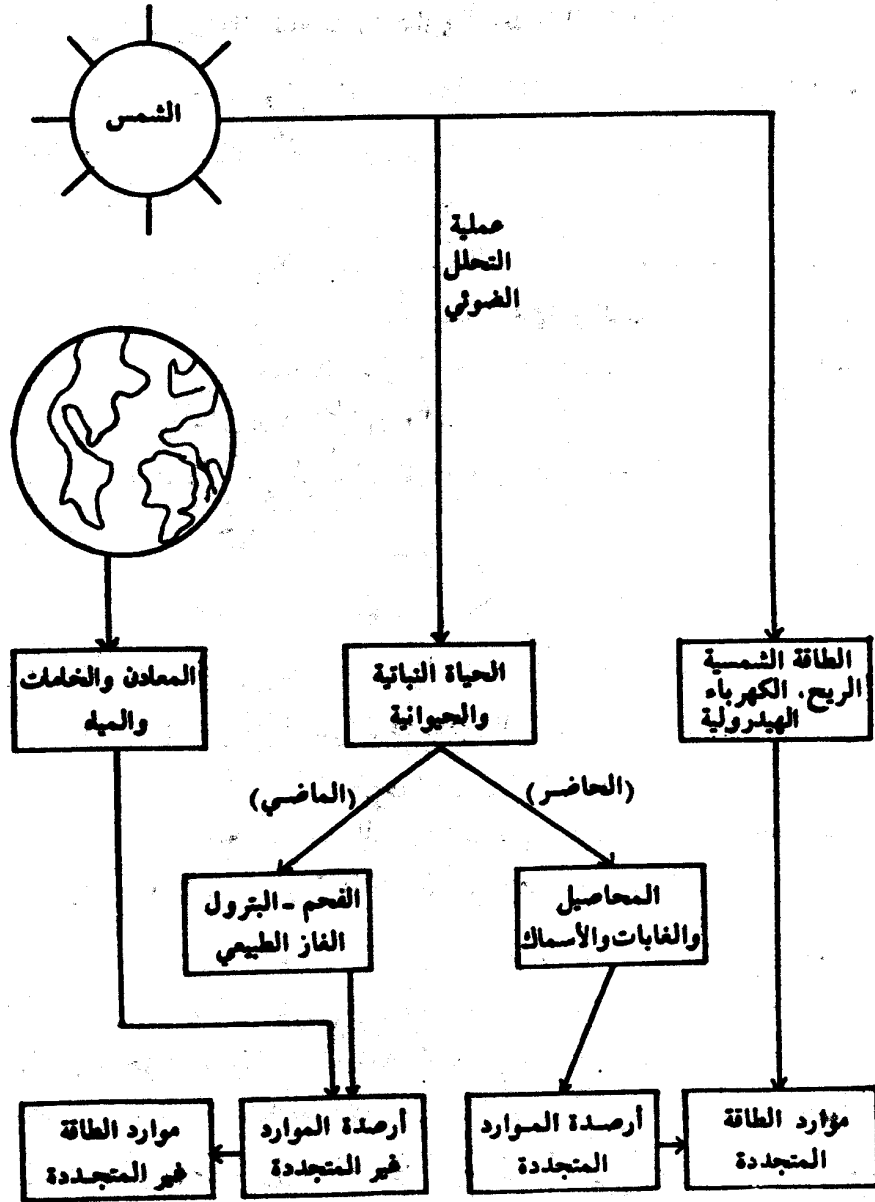 الشمس
عملية
التحلل
الضوئي
الطاقة الشمسية
الريح، الكهرباء
الهيدرولية
الحياة النباتية
والحيوانية
المعادن والخامات
والمياه
(الحاضر)
(الماضي)
المحاصيل
والغابات والأسماك
الفحم - البترول
الغاز الطبيعي
موارد الطاقة
المتجددة
أرصدة الموارد
المتجددة
أرصدة الموارد
غير المتجددة
موارد الطاقة
غير المتجددة